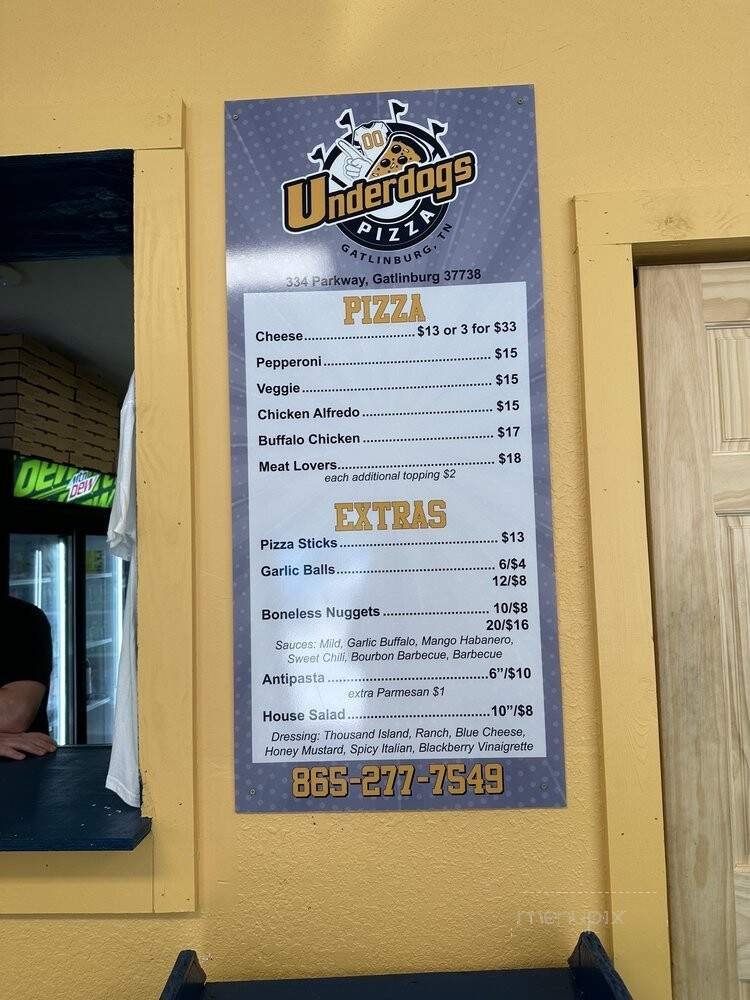 00
Underdogs
PIZZA
GATLINBURG, TN
334 Parkway, Gatlinburg 37738
PIZZA
Cheese............................$13 or 3 for $33
Pepperoni..........................................$15
Veggie................................................$15
Chicken Alfredo.................................$15
Buffalo Chicken.................................$17
Meat Lovers.......................................$18
each additional topping $2
EXTRAS
Pizza Sticks.......................................$13
Garlic Balls........................................6/$4
12/$8
Boneless Nuggets............................10/$8
20/$16
Sauces: Mild, Garlic Buffalo, Mango Habanero,
Sweet Chili, Bourbon Barbecue, Barbecue
Antipasta........................................6"/$10
extra Parmesan $1
House Salad...................................10"/$8
Dressing: Thousand Island, Ranch, Blue Cheese,
Honey Mustard, Spicy Italian, Blackberry Vinaigrette
865-277-7549
mtn
DEW
menupix